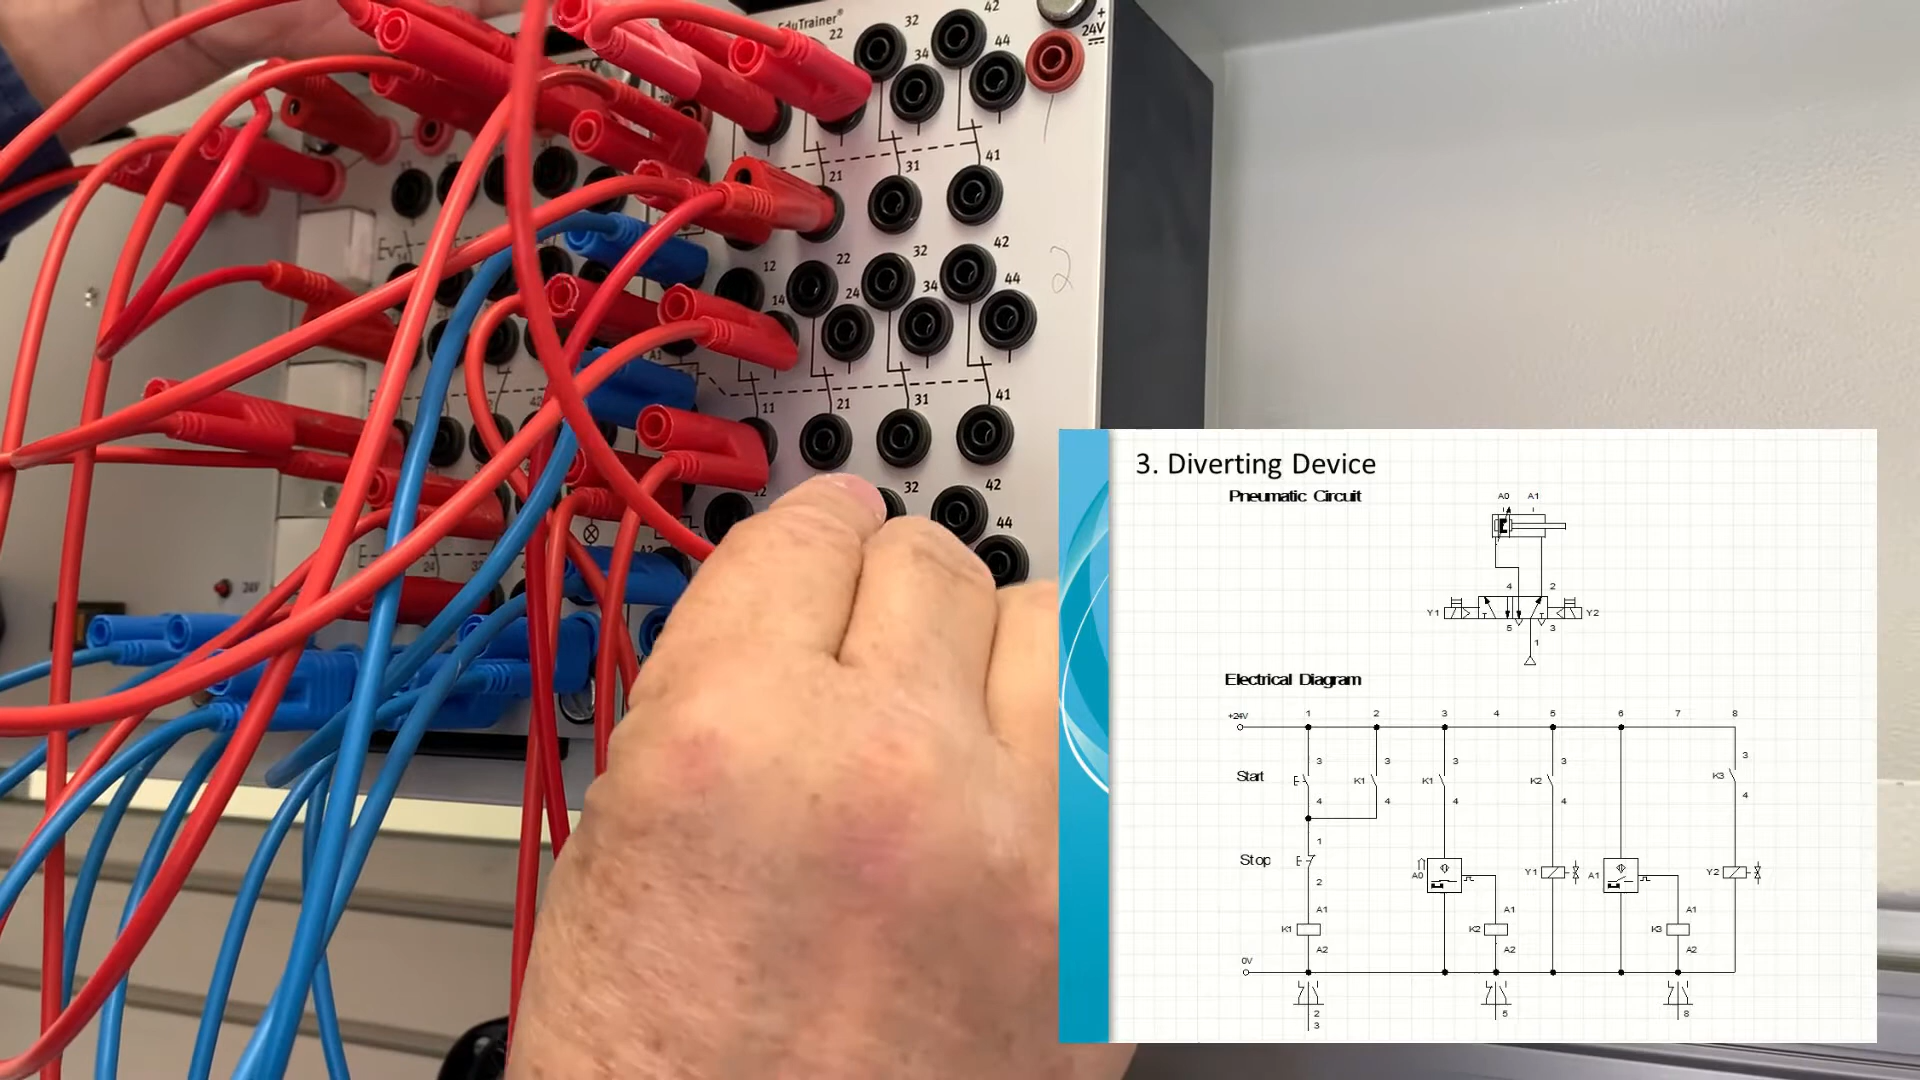 EduTrainer®
22
32
42
34
44
+
24V
21
31
41
12
22
32
42
14
24
34
44
2
A1
11
21
31
41
12
32
42
44
A2
24
24V
3. Diverting Device
Pneumatic Circuit
A0 A1
4 2
Y1 Y2
5 3
1
Electrical Diagram
+24V 1 2 3 4 5 6 7 8
3 3 3 3 3
Start K1 K1 K2 K3
4 4 4 4 4
1
Stop
2
A0 Y1 A1 Y2
A1 A1 A1
K1 K2 K3
A2 A2 A2
0V
2 5 8
3